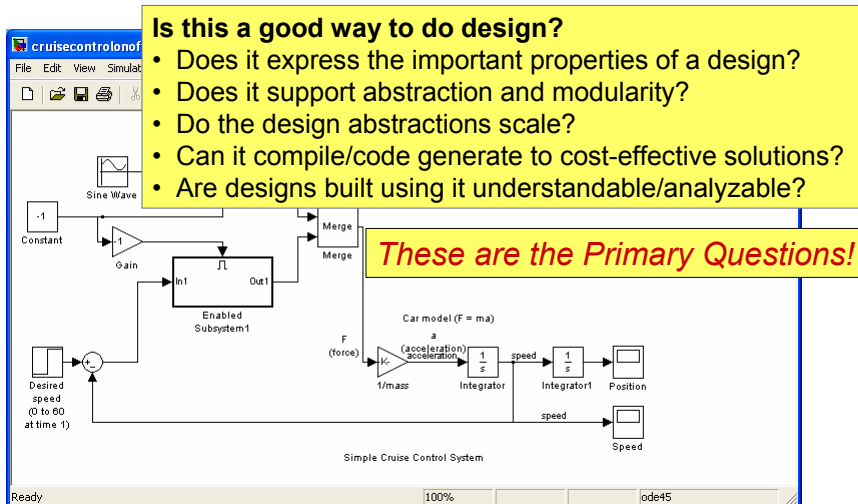 Is this a good way to do design?
• Does it express the important properties of a design?
• Does it support abstraction and modularity?
• Do the design abstractions scale?
• Can it compile/code generate to cost-effective solutions?
• Are designs built using it understandable/analyzable?
These are the Primary Questions!
cruisecontrolonof
File Edit View Simulat
Sine Wave
-1
Constant
-1
Gain
Merge
Merge
In1
Out1
Enabled
Subsystem1
Car model (F = ma)
F
(force)
a
(acceleration)
acceleration
K-
1/mass
1
s
Integrator
speed
1
s
Integrator1
Position
Desired
speed
(0 to 60
at time 1)
+
-
speed
Speed
Simple Cruise Control System
Ready
100%
ode45